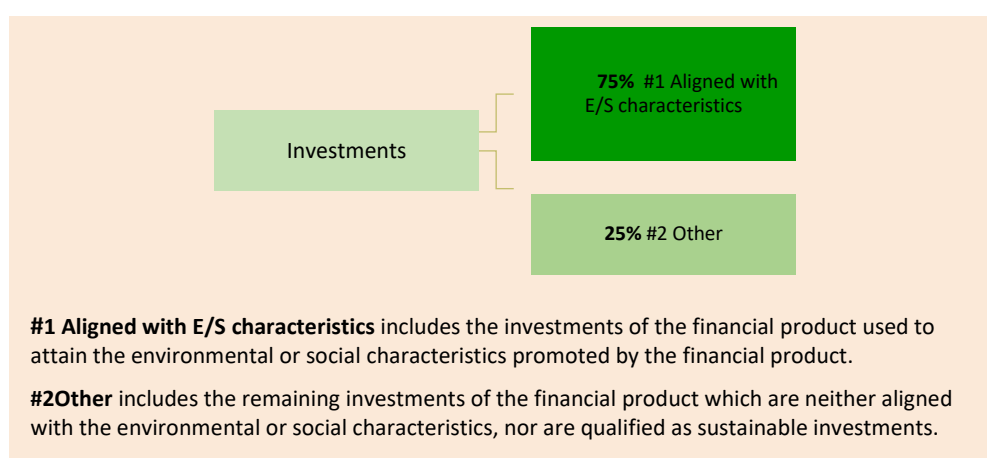 75% #1 Aligned with
E/S characteristics
Investments
25% #2 Other
#1 Aligned with E/S characteristics includes the investments of the financial product used to
attain the environmental or social characteristics promoted by the financial product.
#2Other includes the remaining investments of the financial product which are neither aligned
with the environmental or social characteristics, nor are qualified as sustainable investments.